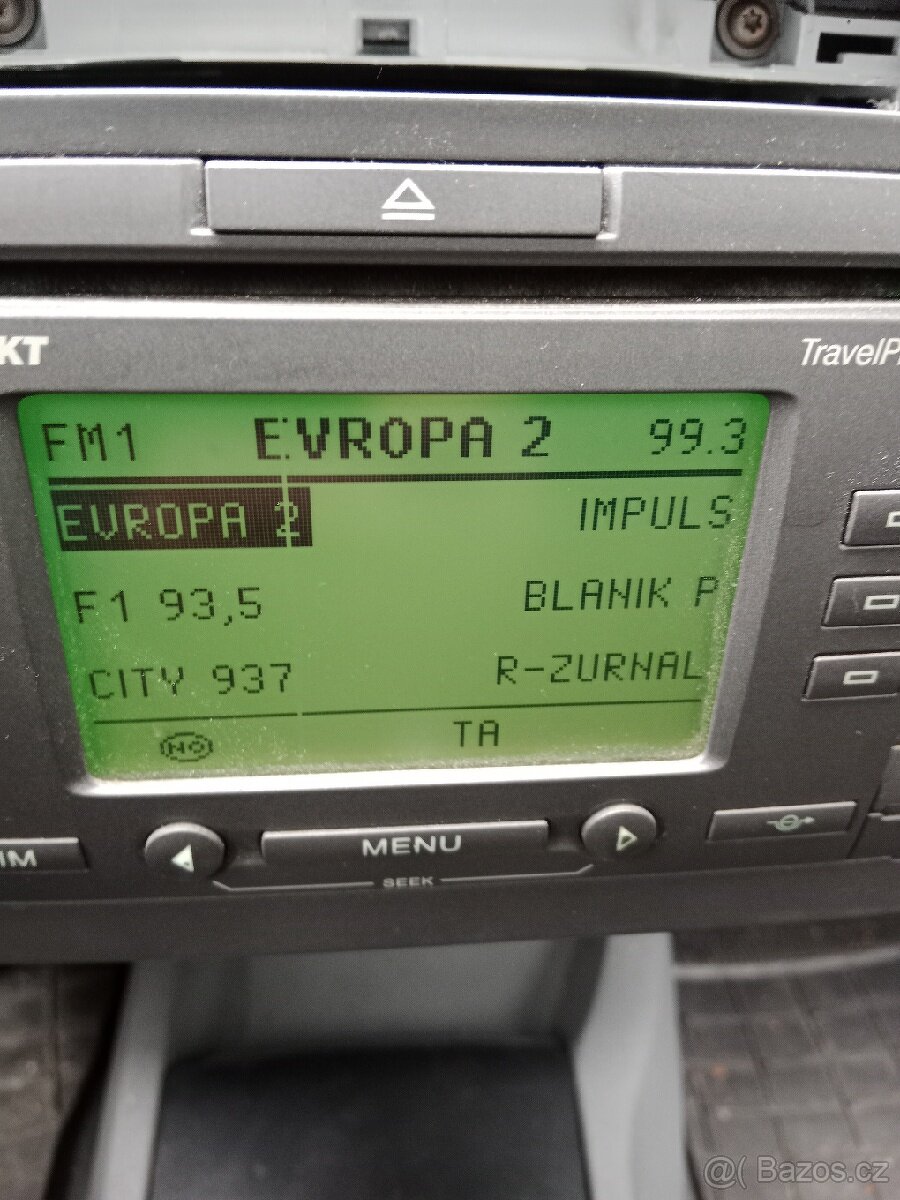 KT TravelP
FM1 EVROPA 2 99.3
EVROPA 2 IMPULS
F1 93,5 BLANIK P
CITY 937 R-ZURNAL
TA
MENU
SEEK
@( Bazos.cz